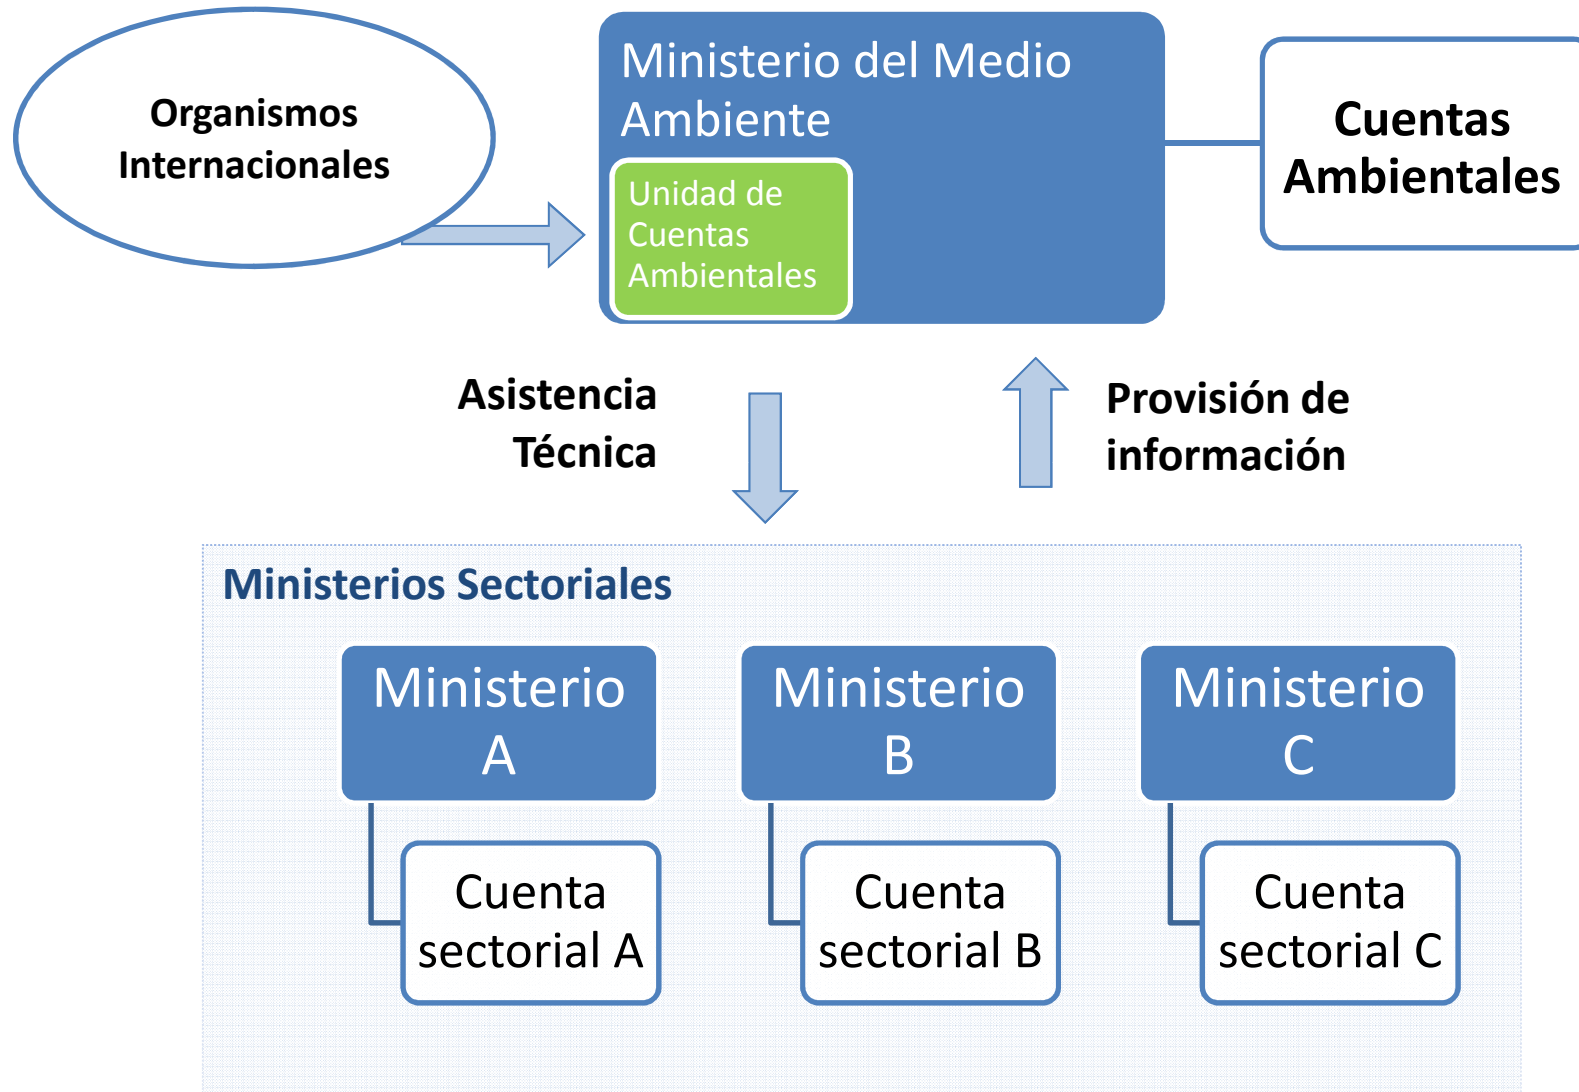 Organismos
Internacionales
Ministerio del Medio
Ambiente
Unidad de
Cuentas
Ambientales
Cuentas
Ambientales
Asistencia
Técnica
Provisión de
información
Ministerios Sectoriales
Ministerio
A
Ministerio
B
Ministerio
C
Cuenta
sectorial A
Cuenta
sectorial B
Cuenta
sectorial C